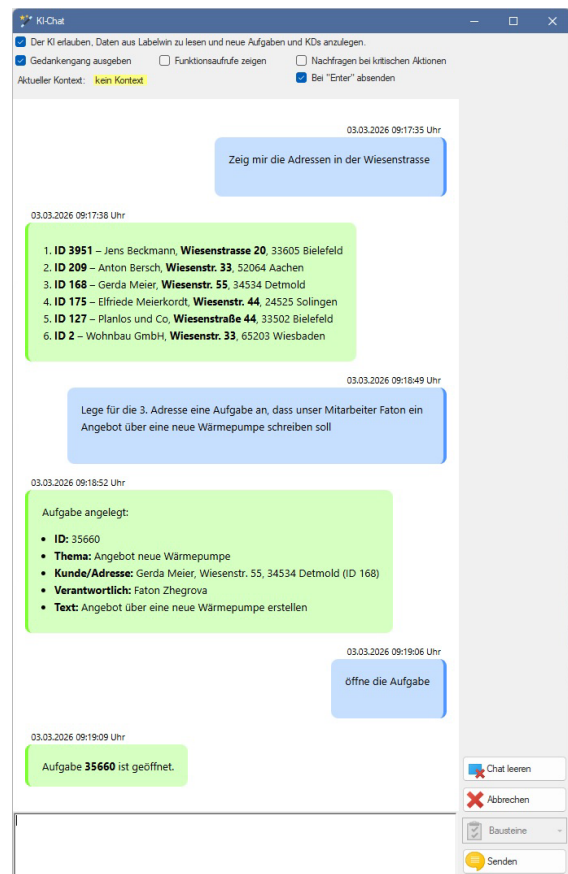 KI-Chat
Der KI erlauben, Daten aus Labelwin zu lesen und neue Aufgaben und KDs anzulegen.
Gedankengang ausgeben Funktionsaufrufe zeigen Nachfragen bei kritischen Aktionen
Aktueller Kontext: kein Kontext Bei "Enter" absenden
03.03.2026 09:17:35 Uhr
Zeig mir die Adressen in der Wiesenstrasse
03.03.2026 09:17:38 Uhr
1. ID 3951 – Jens Beckmann, Wiesenstrasse 20, 33605 Bielefeld
2. ID 209 – Anton Bersch, Wiesenstr. 33, 52064 Aachen
3. ID 168 – Gerda Meier, Wiesenstr. 55, 34534 Detmold
4. ID 175 – Elfriede Meierkordt, Wiesenstr. 44, 24525 Solingen
5. ID 127 – Planlos und Co, Wiesenstraße 44, 33502 Bielefeld
6. ID 2 – Wohnbau GmbH, Wiesenstr. 33, 65203 Wiesbaden
03.03.2026 09:18:49 Uhr
Lege für die 3. Adresse eine Aufgabe an, dass unser Mitarbeiter Faton ein
Angebot über eine neue Wärmepumpe schreiben soll
03.03.2026 09:18:52 Uhr
Aufgabe angelegt:
• ID: 35660
• Thema: Angebot neue Wärmepumpe
• Kunde/Adresse: Gerda Meier, Wiesenstr. 55, 34534 Detmold (ID 168)
• Verantwortlich: Faton Zhegrova
• Text: Angebot über eine neue Wärmepumpe erstellen
03.03.2026 09:19:06 Uhr
öffne die Aufgabe
03.03.2026 09:19:09 Uhr
Aufgabe 35660 ist geöffnet.
Chat leeren
Abbrechen
Bausteine
Senden